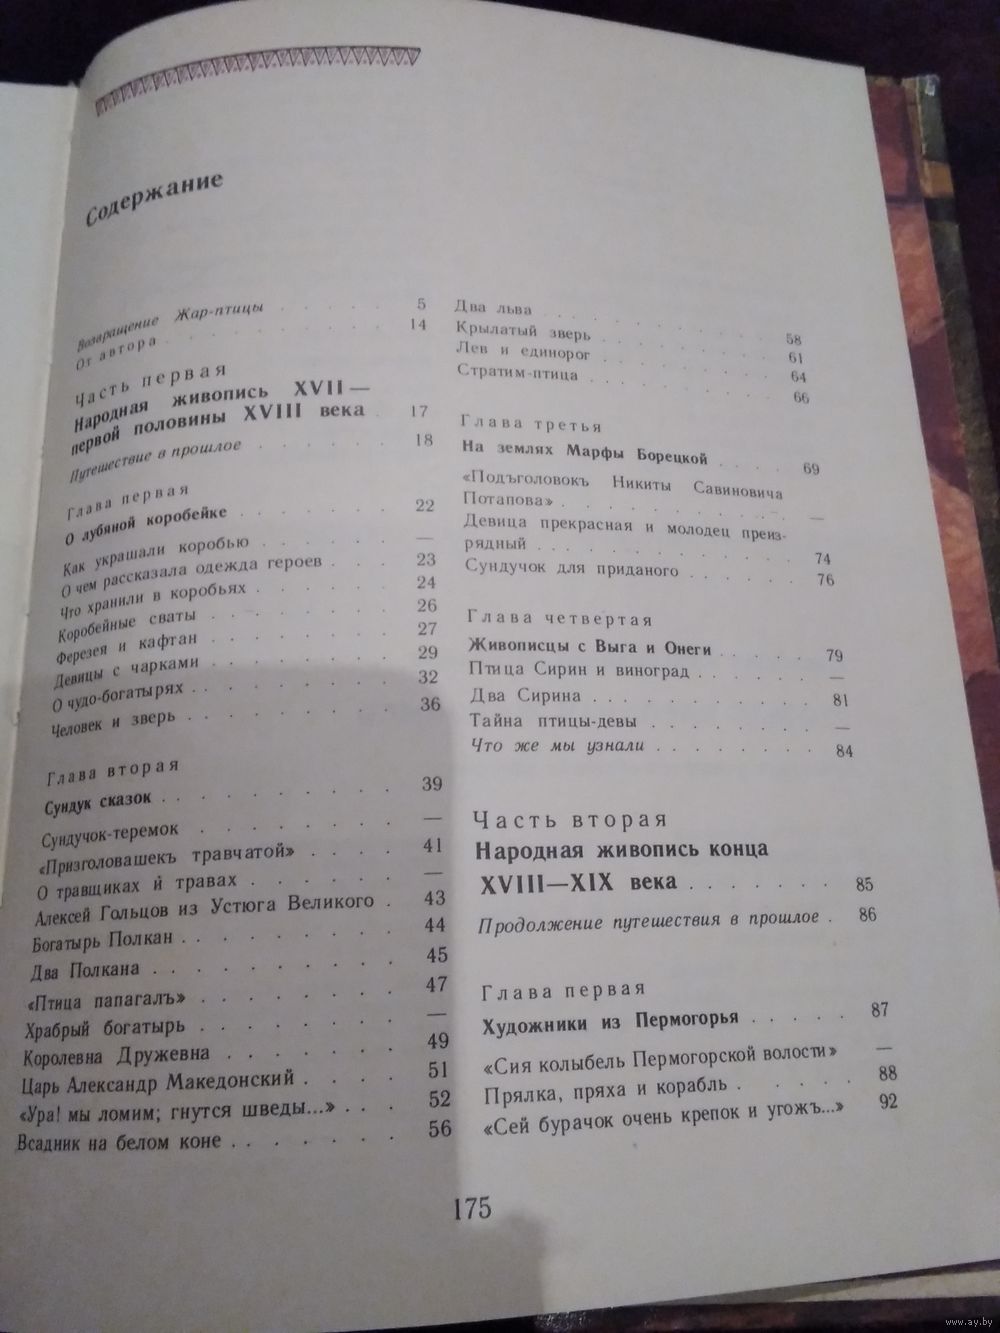 Содержание
Возвращение Жар-птицы . . . . . 5
От автора . . . . . . . . 14
Часть первая
Народная живопись XVII—
первой половины XVIII века . 17
Путешествие в прошлое . . . . . . 18
Глава первая
О лубяной коробейке . . . . . . 22
Как украшали коробью . . . . . —
О чем рассказала одежда героев . . . 23
Что хранили в коробьях . . . . . . 24
Коробейные сваты . . . . . . . 26
Ферезея и кафтан . . . . . . . 27
Девицы с чарками . . . . . . . 29
О чудо-богатырях . . . . . . . . 32
Человек и зверь . . . . . . . . 36
Глава вторая
Сундук сказок . . . . . . . . . 39
Сундучок-теремок . . . . . . . . —
«Призголовашекъ травчатой» . . . . 41
О травщиках и травах . . . . . . —
Алексей Гольцов из Устюга Великого . 43
Богатырь Полкан . . . . . . . . 44
Два Полкана . . . . . . . . . 45
«Птица папагалъ» . . . . . . . . 47
Храбрый богатырь . . . . . . . —
Королевна Дружевна . . . . . . . 49
Царь Александр Македонский . . . . 51
«Ура! мы ломим; гнутся шведы...» . . . 52
Всадник на белом коне . . . . . . . 56
Два льва . . . . . . . . . 58
Крылатый зверь . . . . . . . . 61
Лев и единорог . . . . . . . . 64
Стратим-птица . . . . . . . . 66
Глава третья
На землях Марфы Борецкой . . . . 69
«Подъголовокъ Никиты Савиновича
Потапова» . . . . . . . . . . —
Девица прекрасная и молодец преиз-
рядный . . . . . . . . . . 74
Сундучок для приданого . . . . . . 76
Глава четвертая
Живописцы с Выга и Онеги . . . . . 79
Птица Сирин и виноград . . . . . . —
Два Сирина . . . . . . . . . . 81
Тайна птицы-девы . . . . . . . —
Что же мы узнали . . . . . . . . 84
Часть вторая
Народная живопись конца
XVIII—XIX века . . . . . . . 85
Продолжение путешествия в прошлое . 86
Глава первая
Художники из Пермогорья . . . . . 87
«Сия колыбель Пермогорской волости» —
Прялка, пряха и корабль . . . . . . 88
«Сей бурачок очень крепок и угожъ...» 92
175
www.ay.by